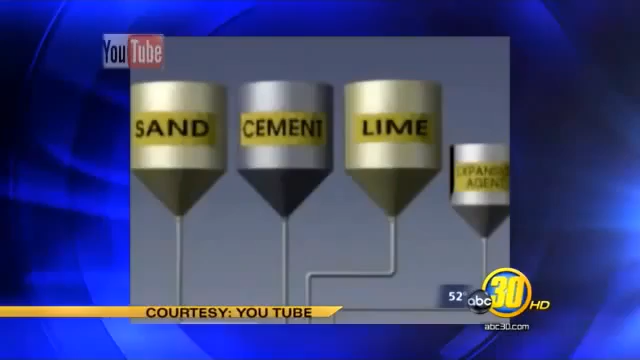 YouTube
SAND
CEMENT
LIME
EXPANSION
AGENT
52°
abc 30 HD
abc30.com
COURTESY: YOU TUBE